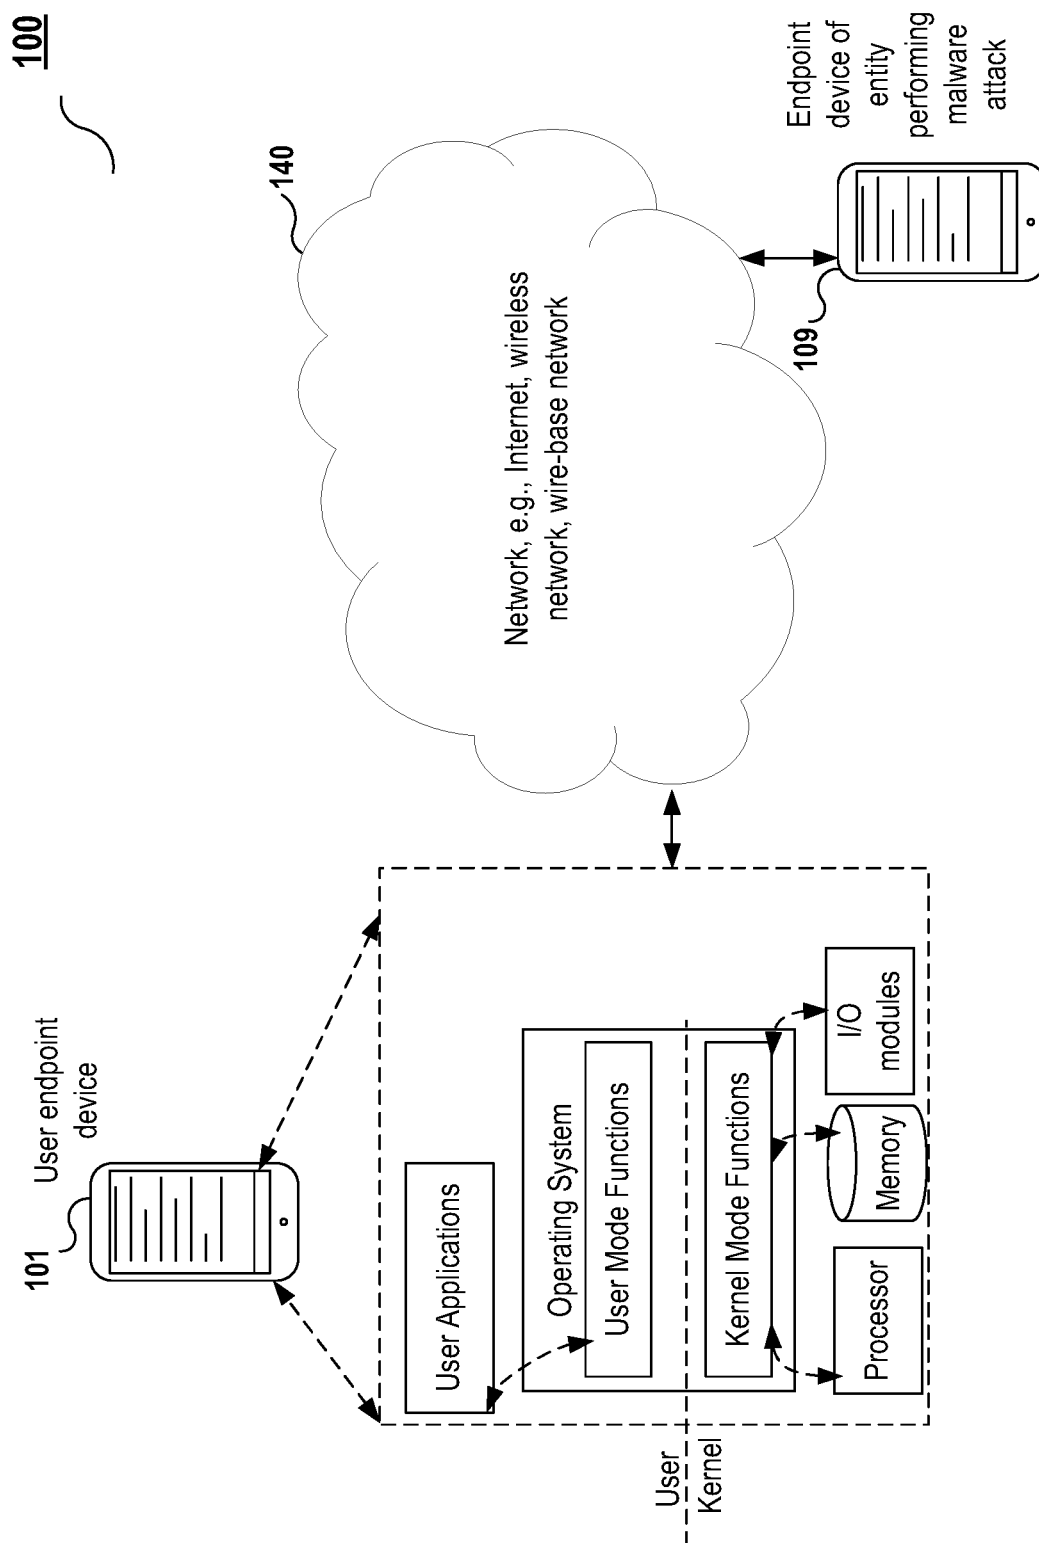 100
101
User endpoint
device
140
Network, e.g., Internet, wireless
network, wire-base network
109
Endpoint
device of
entity
performing
malware
attack
User Applications
Operating System
User Mode Functions
User
Kernel
Kernel Mode Functions
Processor
Memory
I/O
modules